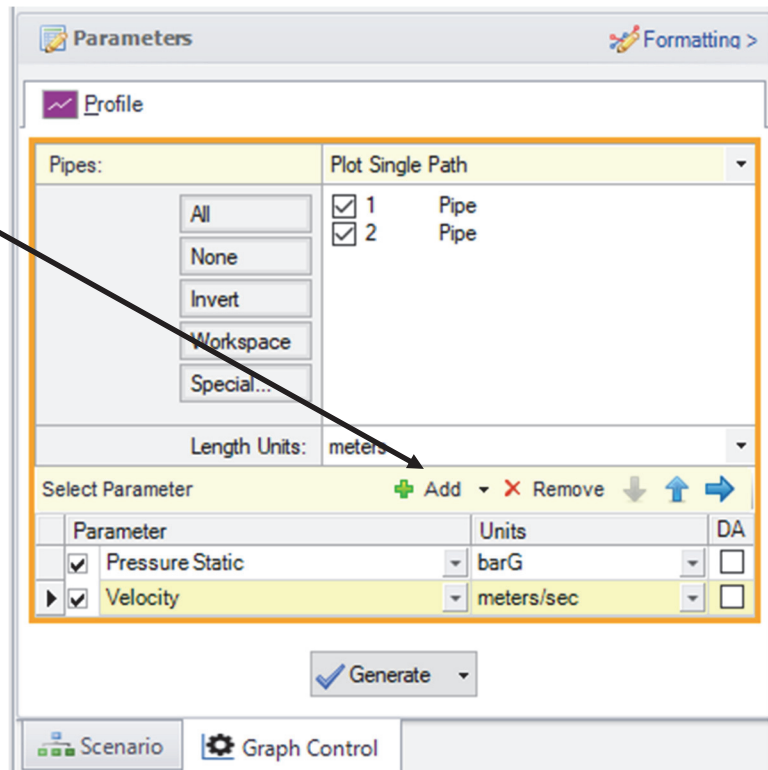 Parameters Formatting >
Profile
Pipes: Plot Single Path
All
None
Invert
Workspace
Special...
1 Pipe
2 Pipe
Length Units: meters
Select Parameter Add Remove
Parameter Units DA
Pressure Static barG
Velocity meters/sec
Generate
Scenario Graph Control